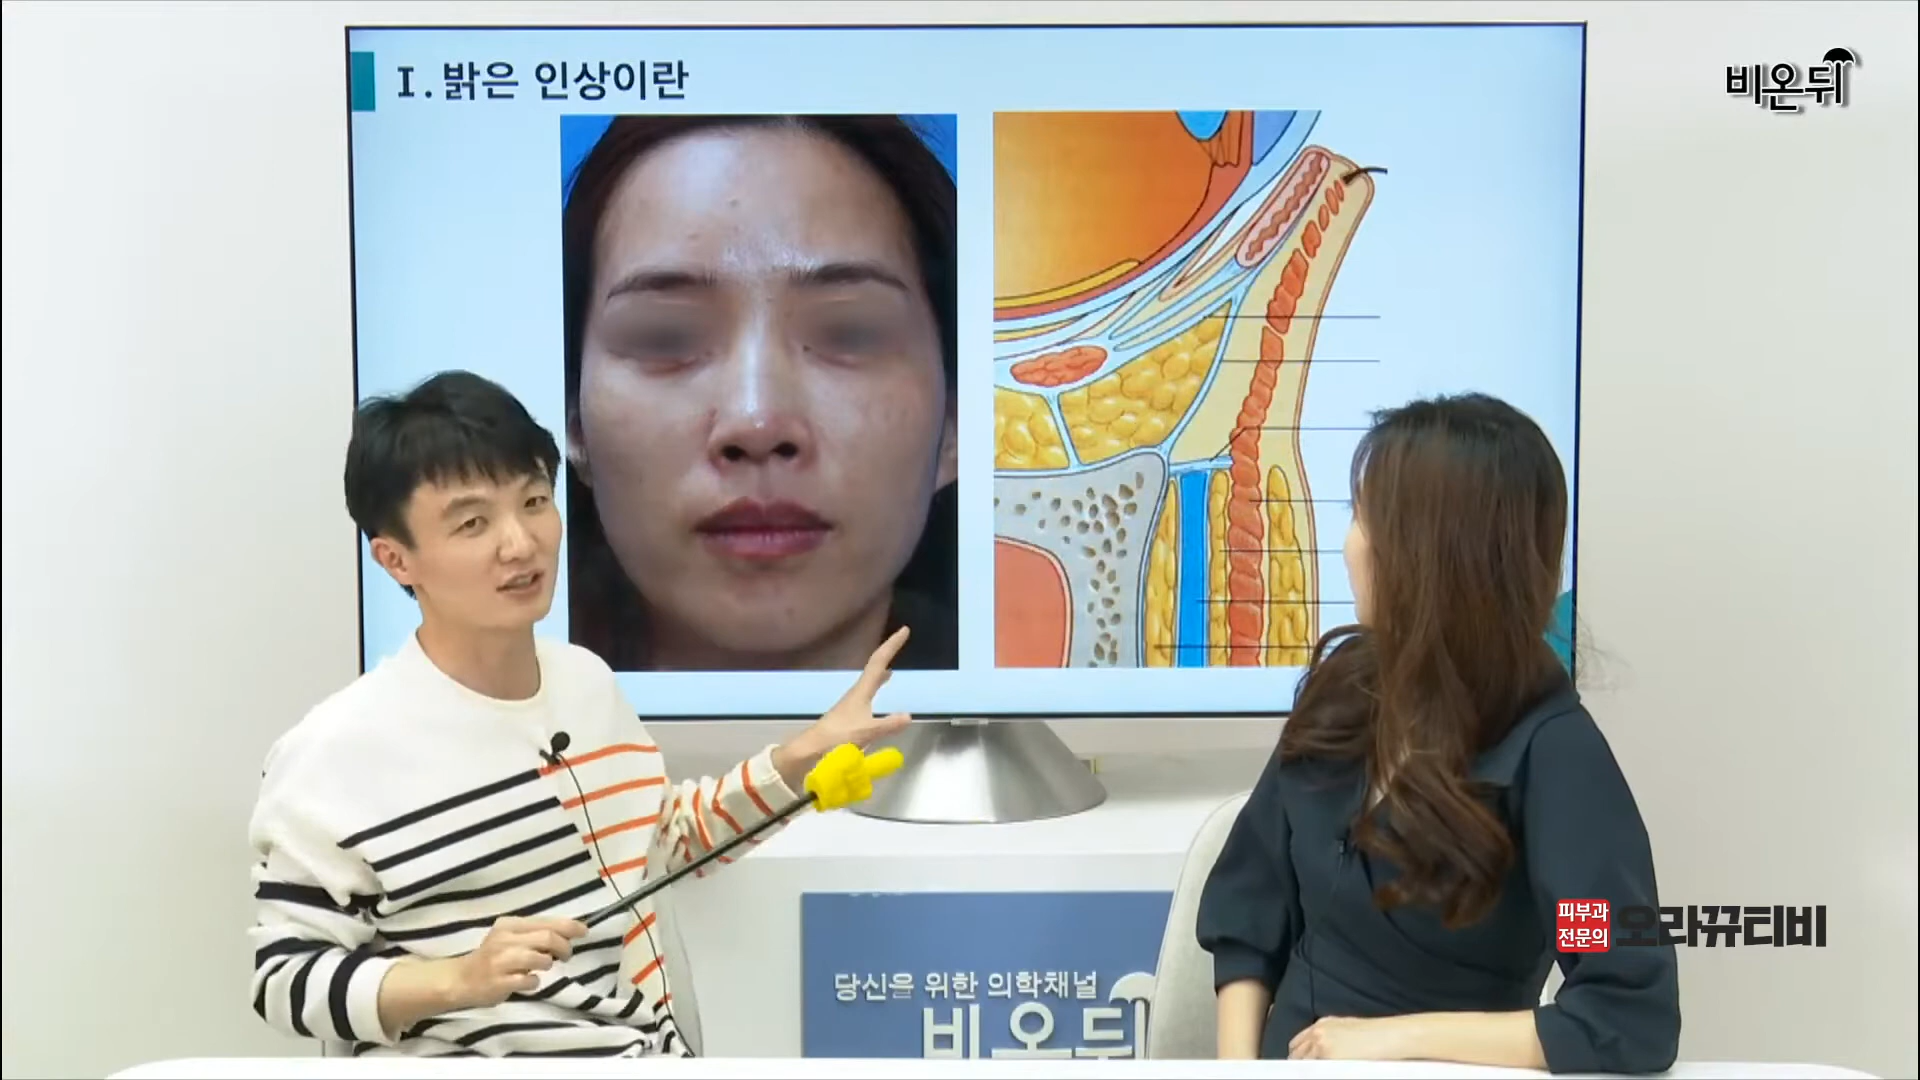 I. 밝은 인상이란
비온뒤
피부과
전문의
오라뀨티비
당신을 위한 의학채널
비온뒤